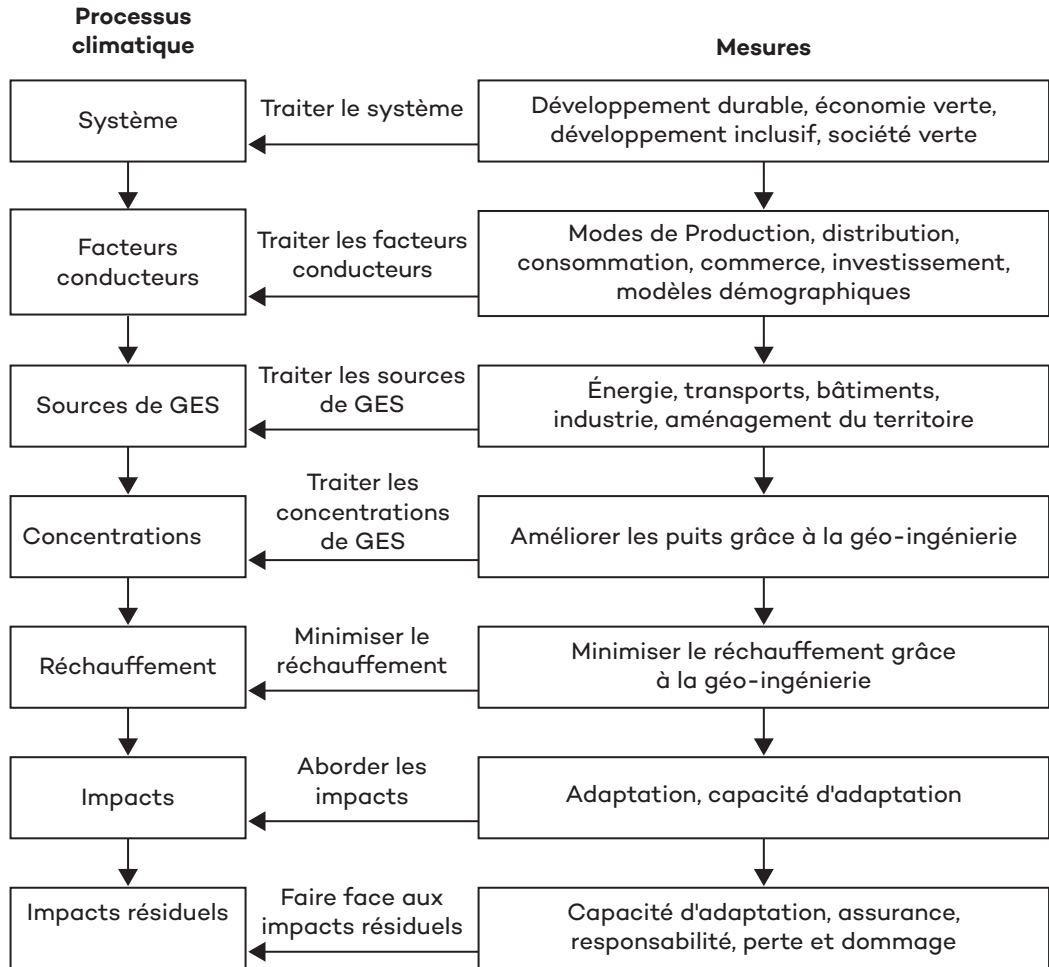 Processus
climatique
Mesures
Système
Traiter le système
Développement durable, économie verte,
développement inclusif, société verte
Facteurs
conducteurs
Traiter les facteurs
conducteurs
Modes de Production, distribution,
consommation, commerce, investissement,
modèles démographiques
Sources de GES
Traiter les sources
de GES
Énergie, transports, bâtiments,
industrie, aménagement du territoire
Concentrations
Traiter les
concentrations
de GES
Améliorer les puits grâce à la géo-ingénierie
Réchauffement
Minimiser le
réchauffement
Minimiser le réchauffement grâce
à la géo-ingénierie
Impacts
Aborder les
impacts
Adaptation, capacité d'adaptation
Impacts résiduels
Faire face aux
impacts résiduels
Capacité d'adaptation, assurance,
responsabilité, perte et dommage